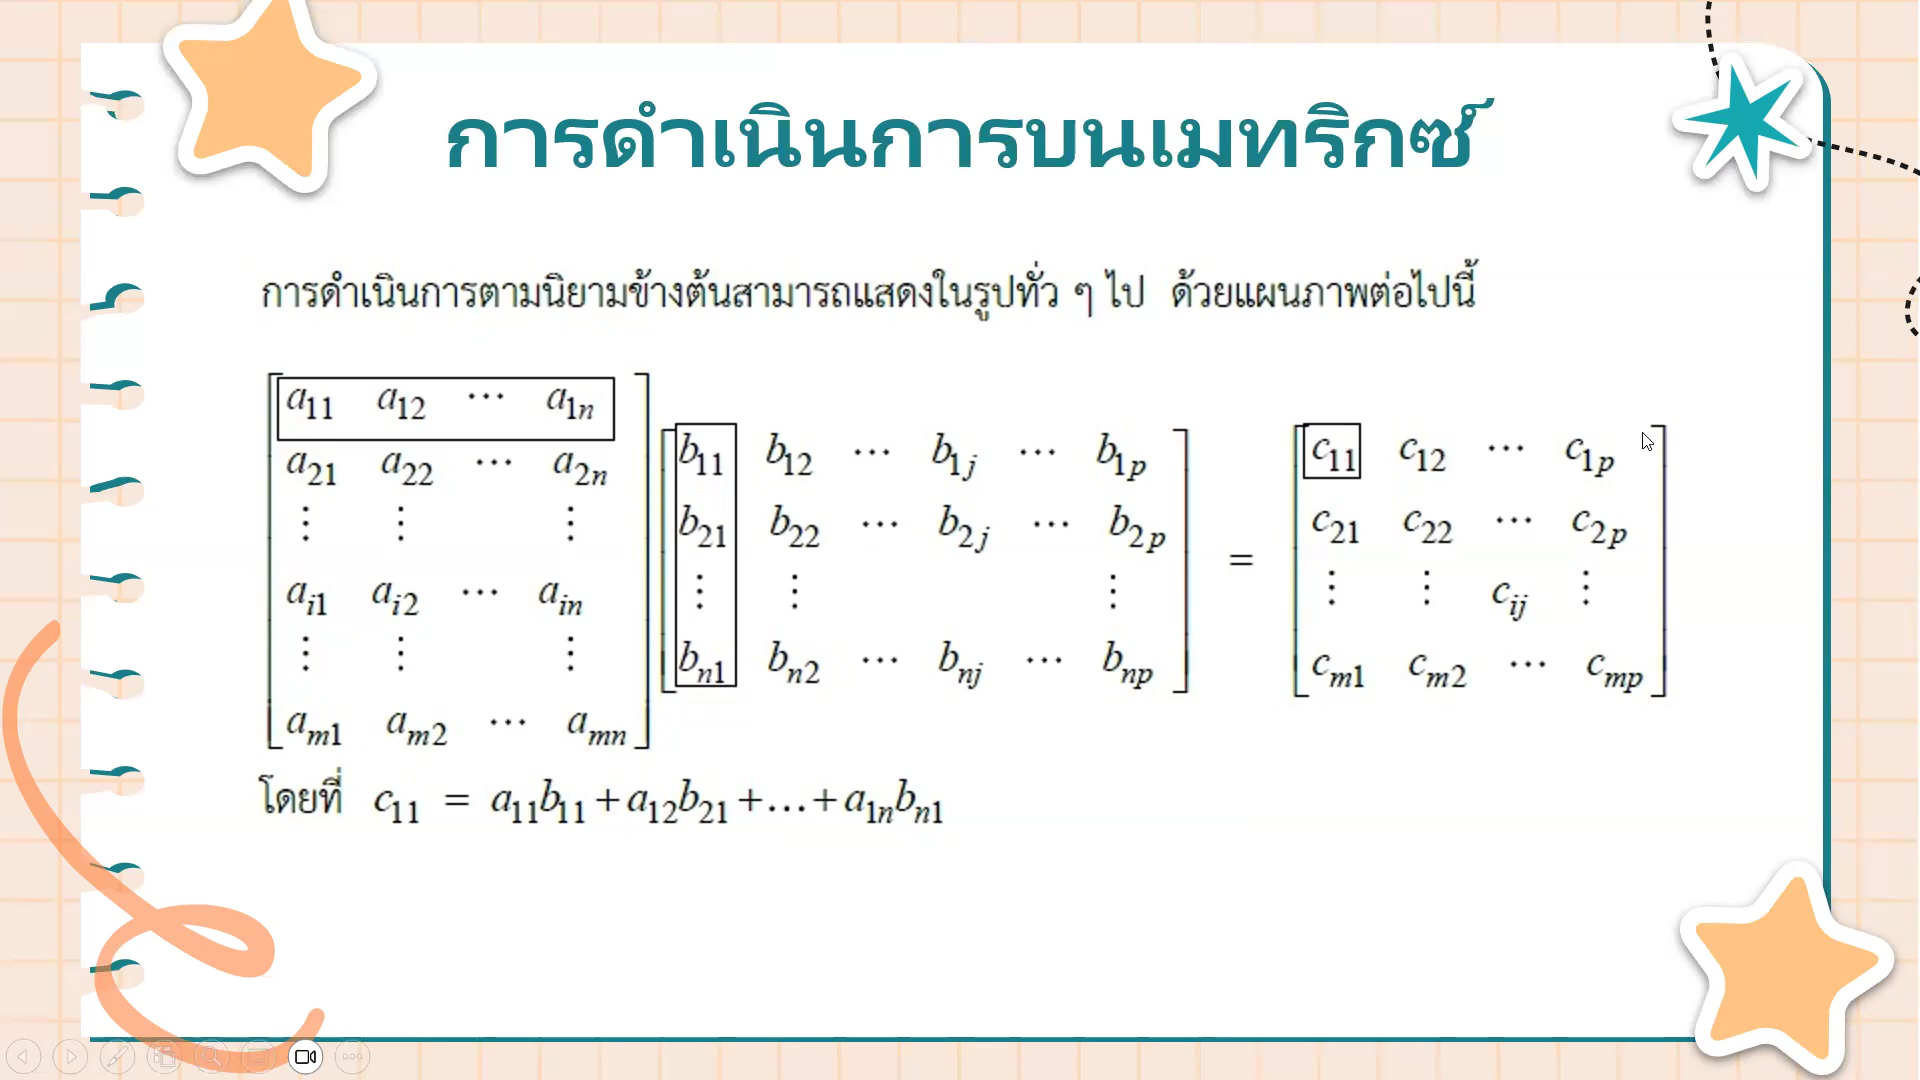 การดำเนินการบนเมทริกซ์
การดำเนินการตามนิยามข้างต้นสามารถแสดงในรูปทั่ว ๆ ไป ด้วยแผนภาพต่อไปนี้
a11 a12 ⋯ a1n
a21 a22 ⋯ a2n
⋮ ⋮ ⋮
ai1 ai2 ⋯ ain
⋮ ⋮ ⋮
am1 am2 ⋯ amn
b11 b12 ⋯ b1j ⋯ b1p
b21 b22 ⋯ b2j ⋯ b2p
⋮ ⋮ ⋮
bn1 bn2 ⋯ bnj ⋯ bnp
=
c11 c12 ⋯ c1p
c21 c22 ⋯ c2p
⋮ ⋮ cij ⋮
cm1 cm2 ⋯ cmp
โดยที่ c11 = a11b11 + a12b21 + … + a1nbn1